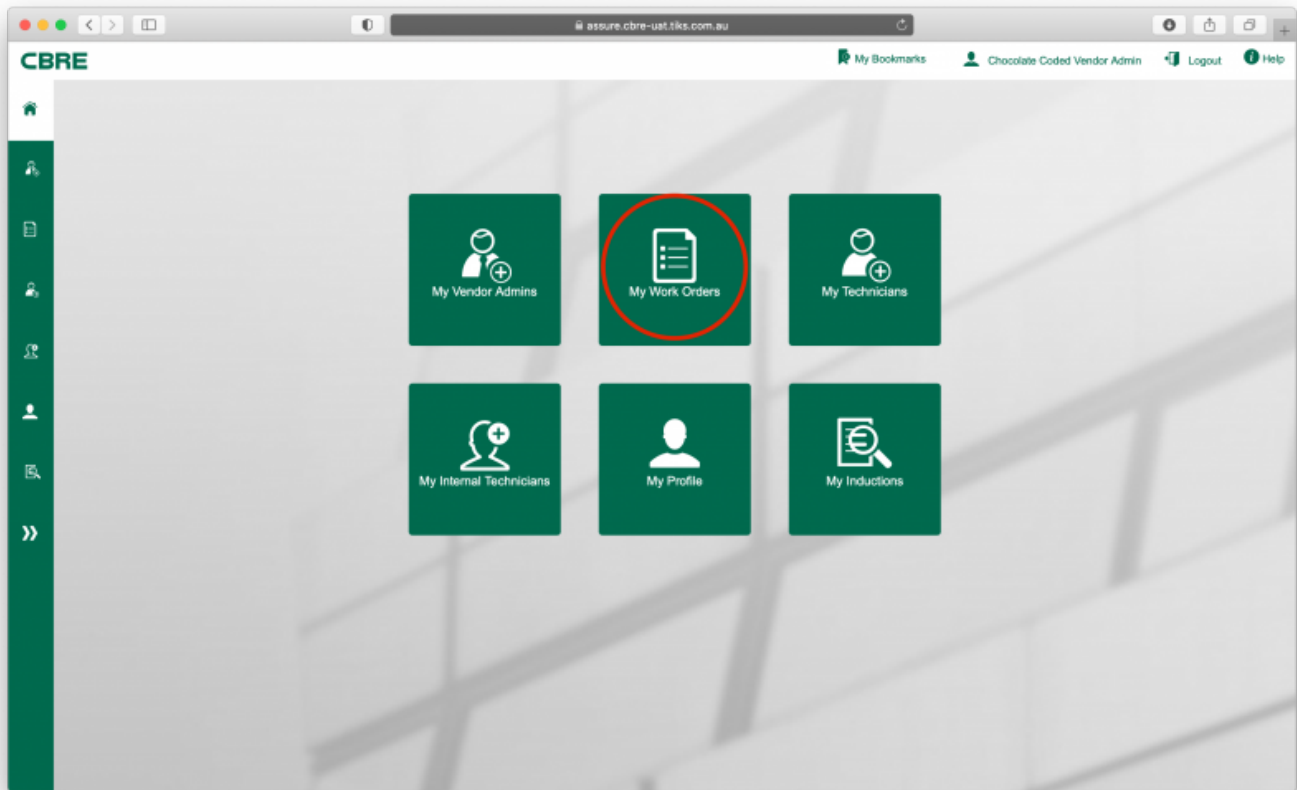 assure.cbre-uat.tiks.com.au
CBRE
My Bookmarks
Chocolate Coded Vendor Admin
Logout
Help
My Vendor Admins
My Work Orders
My Technicians
My Internal Technicians
My Profile
My Inductions